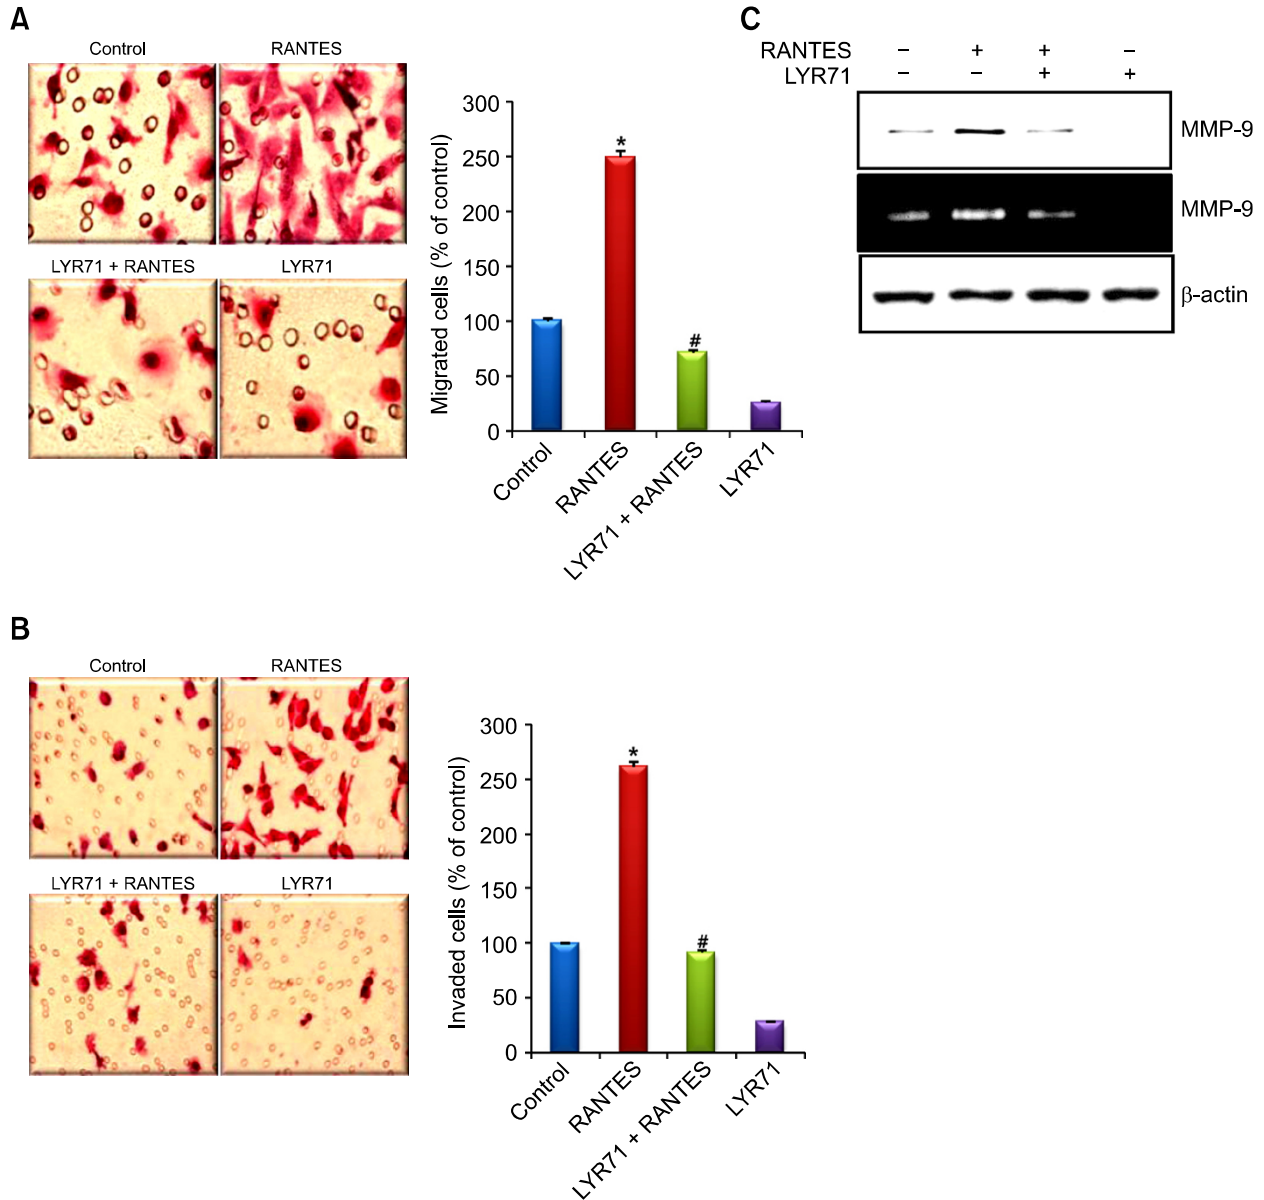 A
Control
RANTES
LYR71 + RANTES
LYR71
Migrated cells (% of control)
300
250
200
150
100
50
0
*
#
Control
RANTES
LYR71 + RANTES
LYR71
C
RANTES – + + –
LYR71 – – + +
MMP-9
MMP-9
β-actin
B
Control
RANTES
LYR71 + RANTES
LYR71
Invaded cells (% of control)
300
250
200
150
100
50
0
*
#
Control
RANTES
LYR71 + RANTES
LYR71